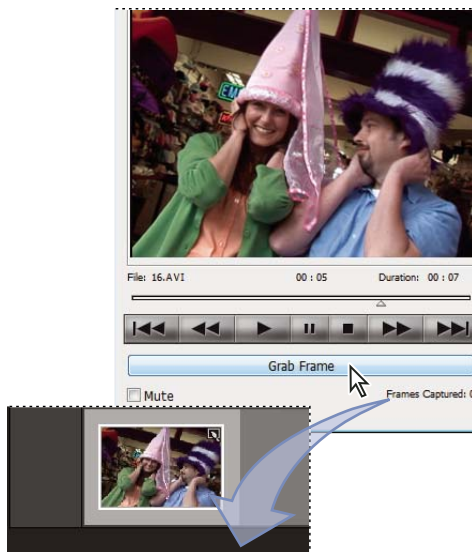 File: 16.AVI 00 : 05 Duration: 00 : 07
Grab Frame
Mute Frames Captured: